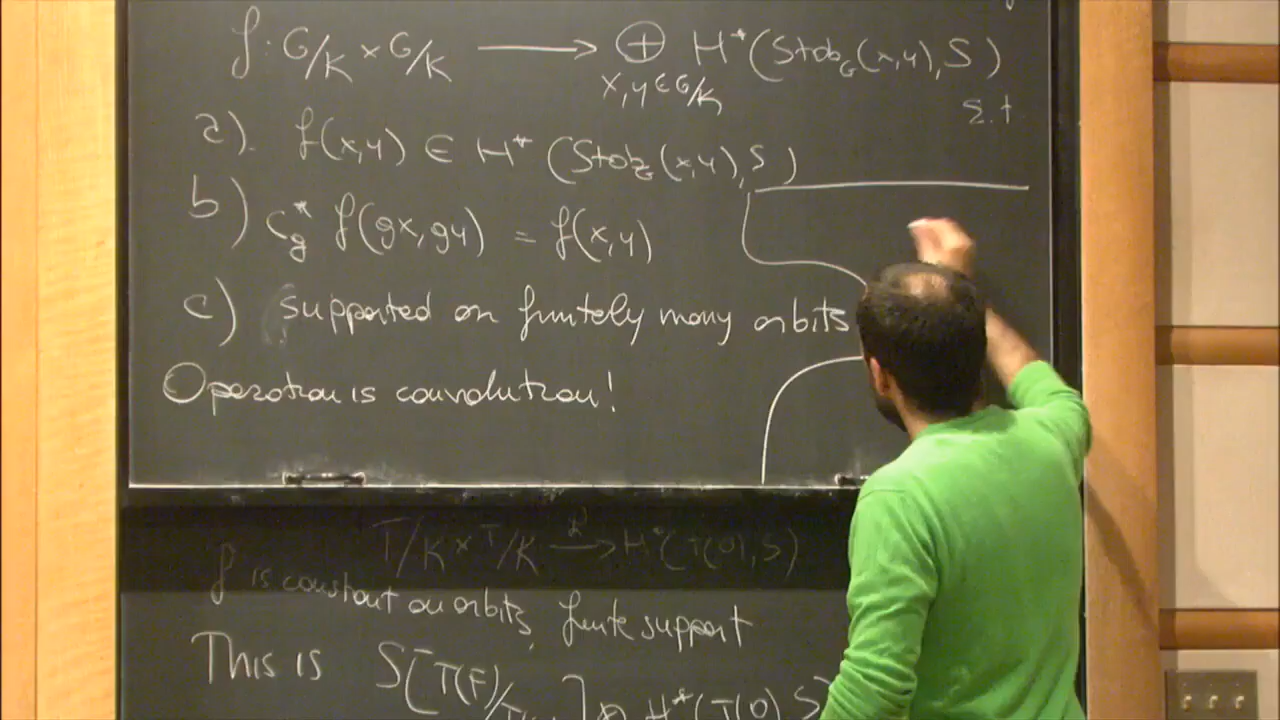 f: G/K × G/K ⟶ ⊕ H*(Stab_G(x,y), S)
x,y ∈ G/K
s.t
a). f(x,y) ∈ H*(Stab_G(x,y), S)
b) c_g^* f(gx, gy) = f(x,y)
c) supported on finitely many orbits
Operation is convolution!
T/K × T/K ⟶ H*(T(O), S)
f is constant on orbits, finite support
This is S[T(F)/ ] ⊗ H*(T(O), S)